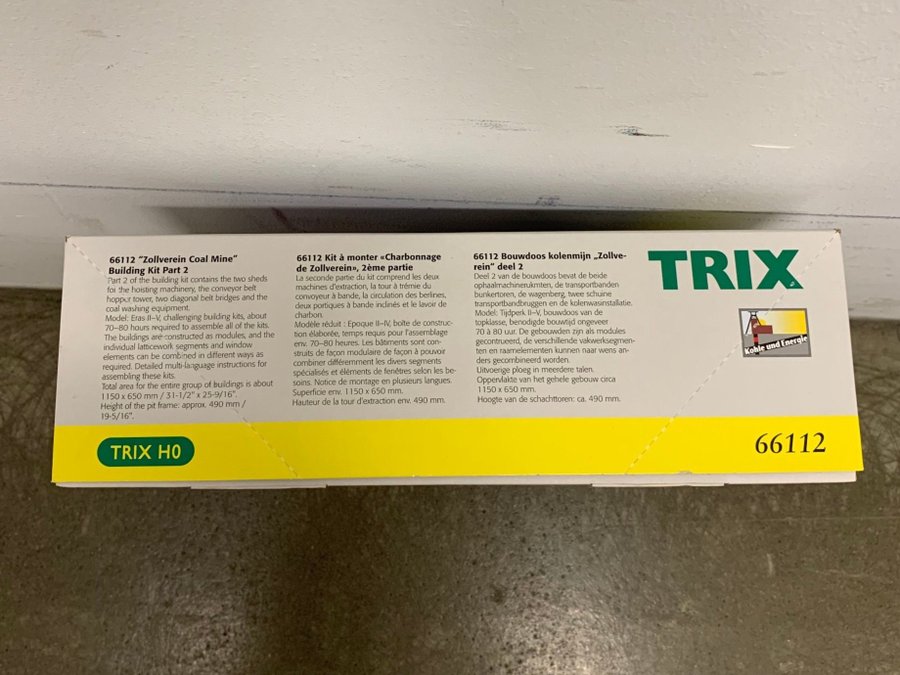 66112 "Zollverein Coal Mine"
Building Kit Part 2
Part 2 of the building kit contains the two sheds
for the hoisting machinery, the conveyor belt
hoppur tower, two diagonal belt bridges and the
coal washing equipment.
Model: Eras II–V, challenging building kits, about
70–80 hours required to assemble all of the kits.
The buildings are constructed as modules, and the
individual latticework segments and window
elements can be combined in different ways as
required. Detailed multi-language instructions for
assembling these kits.
Total area for the entire group of buildings is about
1150 x 650 mm / 31-1/2" x 25-9/16".
Height of the pit frame: approx. 490 mm /
19-5/16".
66112 Kit à monter «Charbonnage
de Zollverein», 2ème partie
La seconde partie du kit comprend les deux
machines d'extraction, la tour à trémie du
convoyeur à bande, la circulation des berlines,
deux portiques à bande inclinés et le lavoir de
charbon.
Modèle réduit : Epoque II–IV, boîte de construc-
tion élaborée, temps requis pour l'assemblage
env. 70–80 heures. Les bâtiments sont con-
struits de façon modulaire de façon à pouvoir
combiner différemment les divers segments
spécialisés et éléments de fenêtres selon les be-
soins. Notice de montage en plusieurs langues.
Superficie env. 1150 x 650 mm.
Hauteur de la tour d'extraction env. 490 mm.
66112 Bouwdoos kolenmijn „Zollve-
rein" deel 2
Deel 2 van de bouwdoos bevat de beide
ophaalmachineruimten, de transportbanden
bunkertoren, de wagenberg, twee schuine
transportbandbruggen en de kolenwasinstallatie.
Model: Tijdperk II–V, bouwdoos van de
topklasse, bendigde bouwtijd ongeveer
70 à 80 uur. De gebouwden zijn als modules
gecontrueerd, de verschillende vakwerksegmen-
ten en raamelementen kunnen naar wens an-
ders gecombineerd worden.
Uitvoerige ploeg in meerdere talen.
Oppervlakte van het gehele gebouw circa
1150 x 650 mm.
Hoogte van de schachttoren: ca. 490 mm.
TRIX
Kohle und Energie
TRIX H0
66112